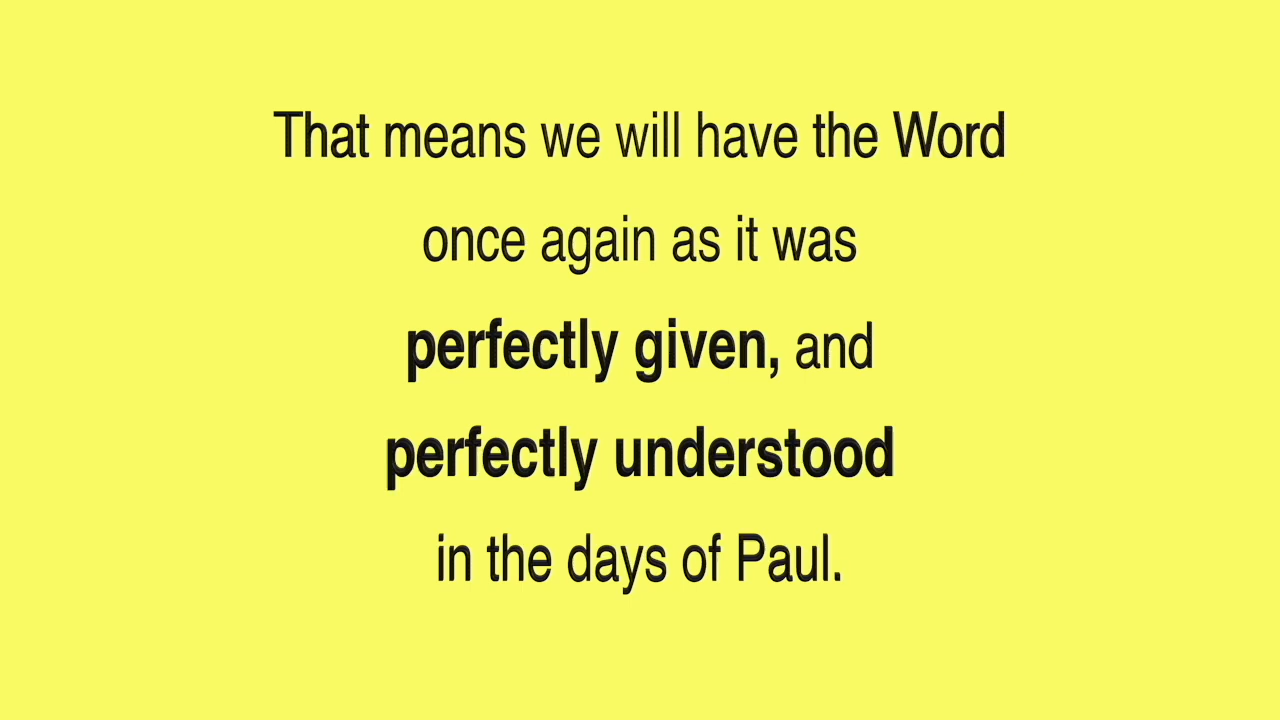 That means we will have the Word
once again as it was
perfectly given, and
perfectly understood
in the days of Paul.